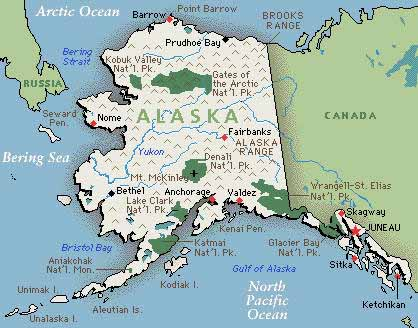 Arctic Ocean
Point Barrow
Barrow
BROOKS
RANGE
Prudhoe Bay
Bering
Strait
Kobuk Valley
Nat'l. Pk.
Gates of
the Arctic
Nat'l. Pk.
RUSSIA
Seward
Pen.
Nome
ALASKA
CANADA
Fairbanks
Yukon
ALASKA
RANGE
Denali
Nat'l. Pk.
Bering Sea
Mt. McKinley
Bethel
Anchorage
Valdez
Wrangell-St. Elias
Nat'l. Pk.
Lake Clark
Nat'l. Pk.
Skagway
JUNEAU
Kenai Pen.
Bristol Bay
Katmai
Nat'l. Pk.
Glacier Bay
Nat'l. Pk.
Sitka
Aniakchak
Nat'l. Mon.
Gulf of Alaska
Kodiak I.
Ketchikan
Unimak I.
North
Pacific
Ocean
Aleutian Is.
Unalaska I.